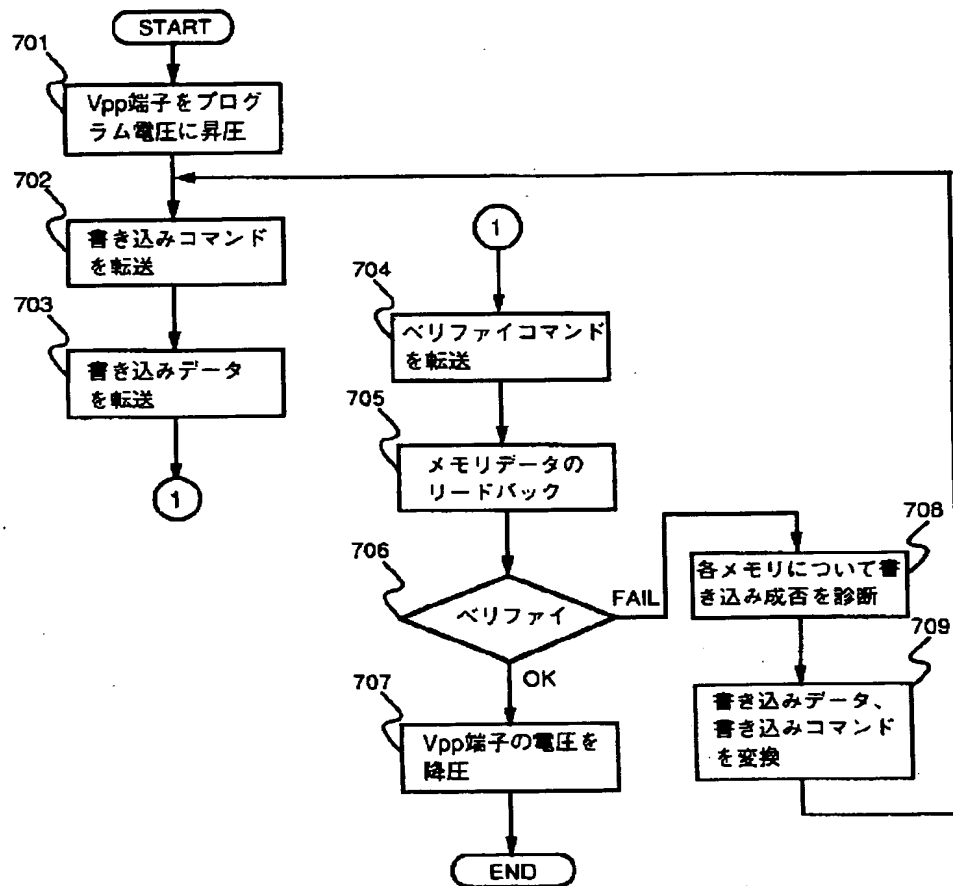 START
701
Vpp端子をプログ
ラム電圧に昇圧
702
書き込みコマンド
を転送
703
書き込みデータ
を転送
1
1
704
ベリファイコマンド
を転送
705
メモリデータの
リードバック
706
ベリファイ
FAIL
OK
707
Vpp端子の電圧を
降圧
END
708
各メモリについて書
き込み成否を診断
709
書き込みデータ、
書き込みコマンド
を変換